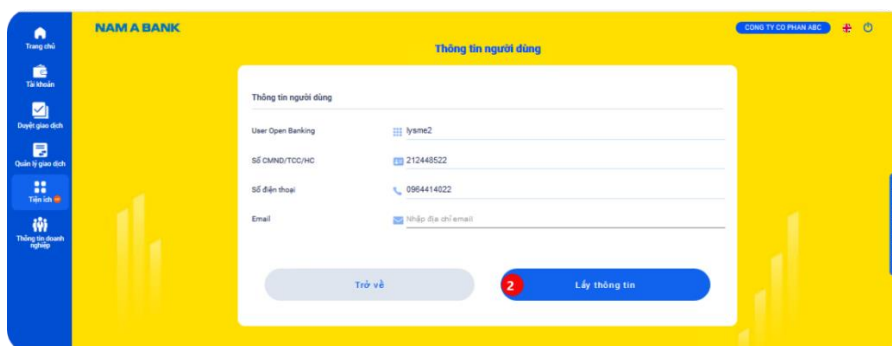 NAM A BANK
CONG TY CO PHAN ABC
Thông tin người dùng
Trang chủ
Tài khoản
Duyệt giao dịch
Quản lý giao dịch
Tiện ích
Thông tin doanh nghiệp
Thông tin người dùng
User Open Banking
lysme2
Số CMND/TCC/HC
212448522
Số điện thoại
0964414022
Email
Nhập địa chỉ email
Trở về
2
Lấy thông tin